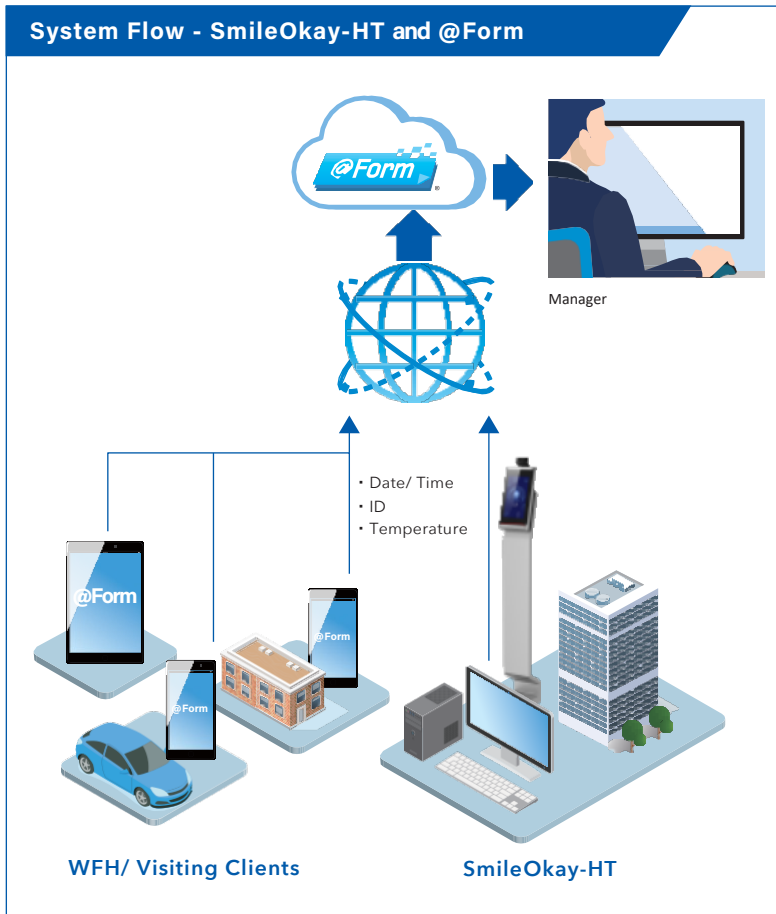 System Flow - SmileOkay-HT and @Form
@Form
®
Manager
・Date/ Time
・ID
・Temperature
@Form
@Form
@Form
WFH/ Visiting Clients
SmileOkay-HT